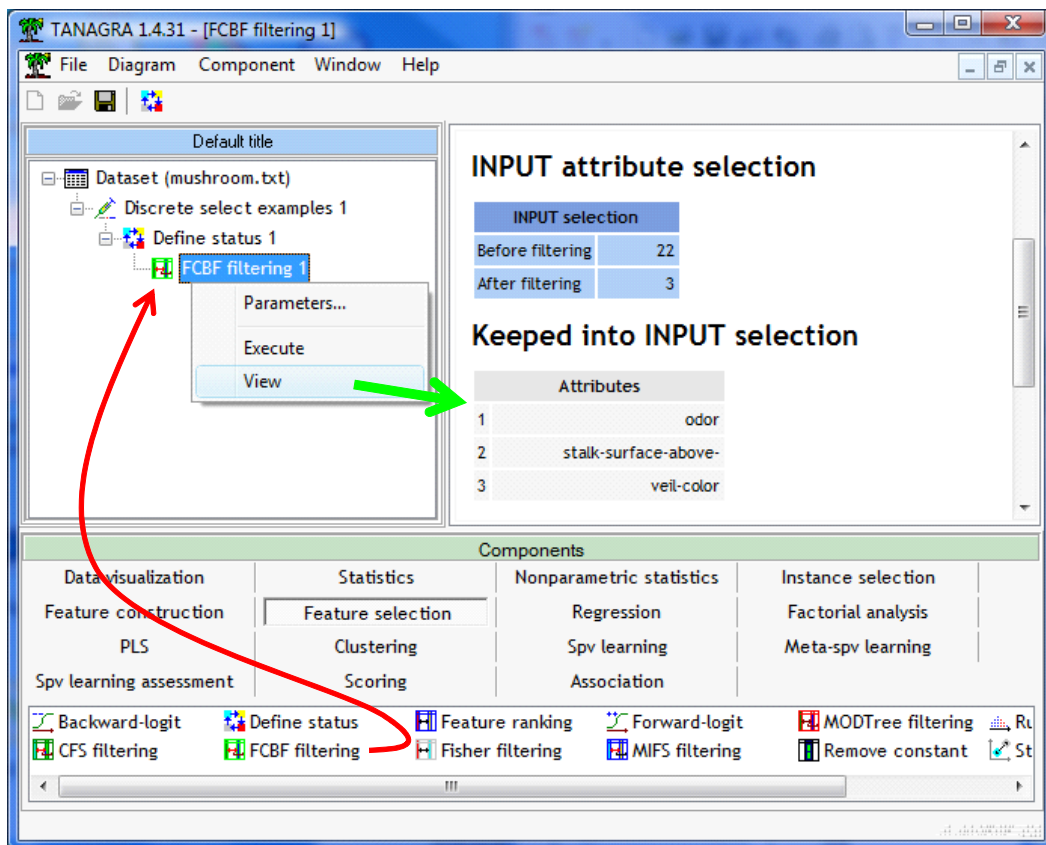 TANAGRA 1.4.31 - [FCBF filtering 1]
File Diagram Component Window Help
Default title
Dataset (mushroom.txt)
Discrete select examples 1
Define status 1
FCBF filtering 1
Parameters...
Execute
View
INPUT attribute selection
INPUT selection
Before filtering 22
After filtering 3
Keeped into INPUT selection
Attributes
1 odor
2 stalk-surface-above-
3 veil-color
Components
Data visualization Statistics Nonparametric statistics Instance selection
Feature construction Feature selection Regression Factorial analysis
PLS Clustering Spv learning Meta-spv learning
Spv learning assessment Scoring Association
Backward-logit Define status Feature ranking Forward-logit MODTree filtering Ru
CFS filtering FCBF filtering Fisher filtering MIFS filtering Remove constant St